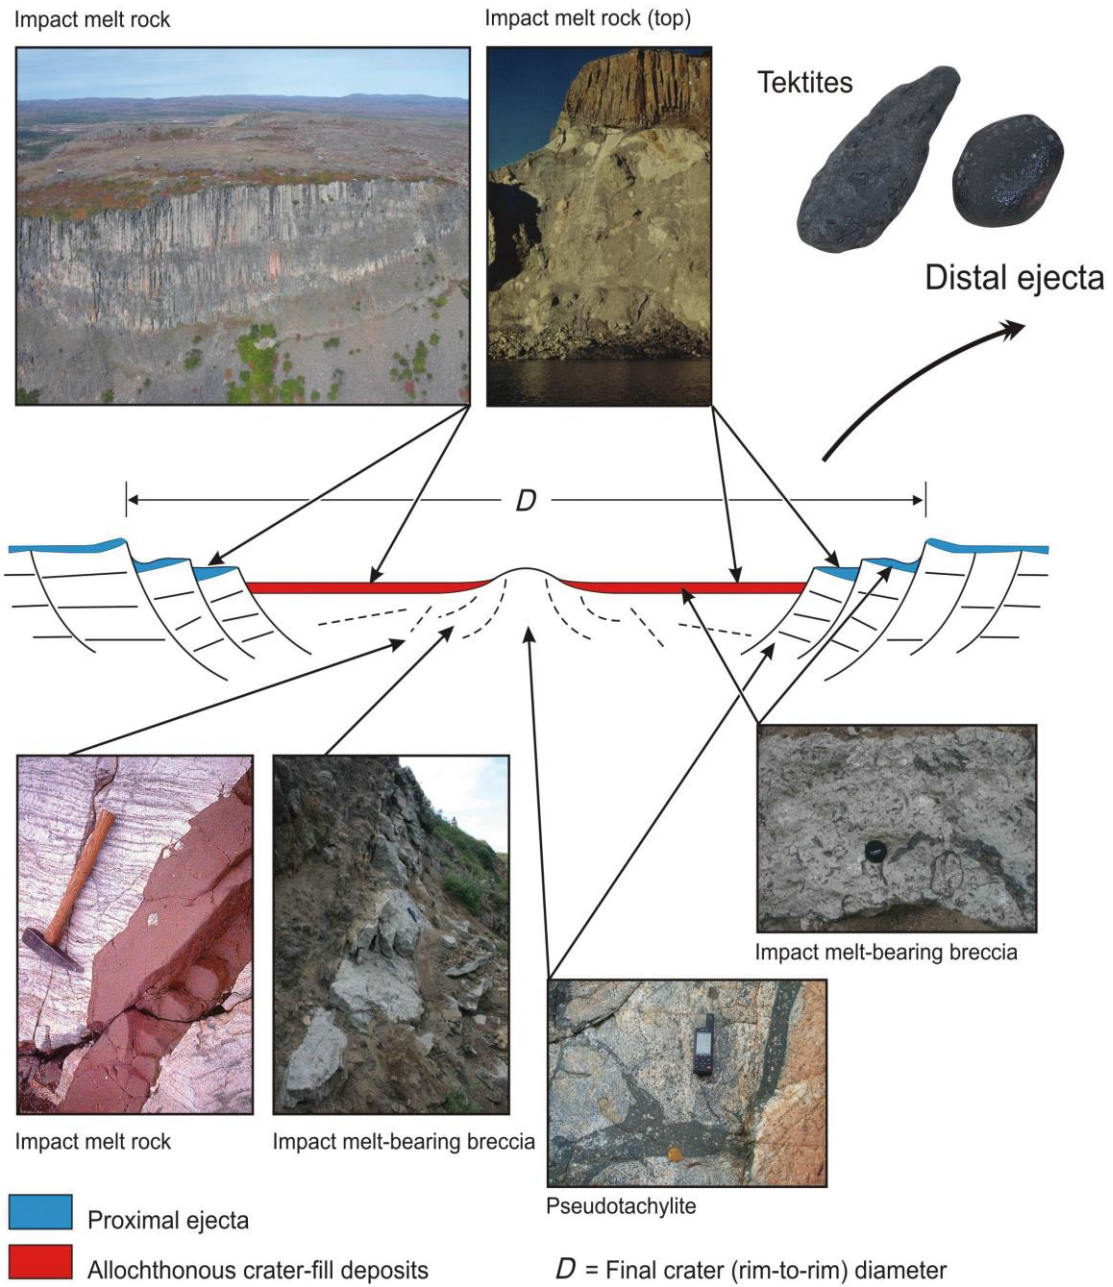 Impact melt rock
Impact melt rock (top)
Tektites
Distal ejecta
D
Impact melt-bearing breccia
Impact melt rock
Impact melt-bearing breccia
Pseudotachylite
Proximal ejecta
Allochthonous crater-fill deposits
D = Final crater (rim-to-rim) diameter